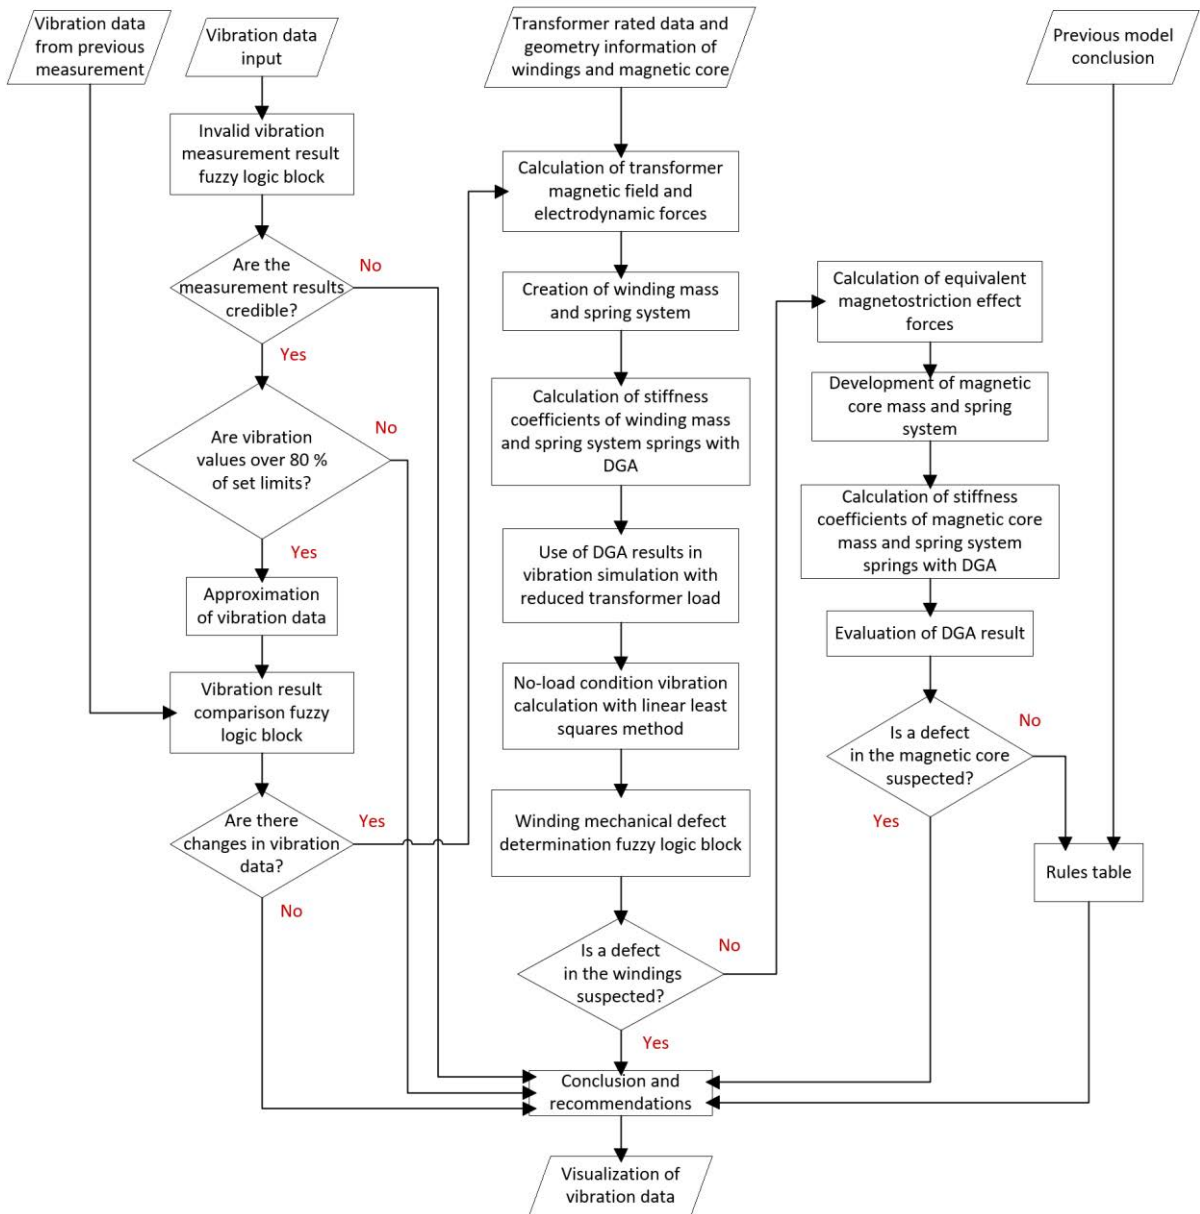 Vibration data
from previous
measurement
Vibration data
input
Transformer rated data and
geometry information of
windings and magnetic core
Previous model
conclusion
Invalid vibration
measurement result
fuzzy logic block
Are the
measurement results
credible?
No
Yes
Are vibration
values over 80 %
of set limits?
No
Yes
Approximation
of vibration data
Vibration result
comparison fuzzy
logic block
Are there
changes in vibration
data?
Yes
No
Calculation of transformer
magnetic field and
electrodynamic forces
Creation of winding mass
and spring system
Calculation of stiffness
coefficients of winding mass
and spring system springs with
DGA
Use of DGA results in
vibration simulation with
reduced transformer load
No-load condition vibration
calculation with linear least
squares method
Winding mechanical defect
determination fuzzy logic block
Is a defect
in the windings
suspected?
No
Yes
Calculation of equivalent
magnetostriction effect
forces
Development of magnetic
core mass and spring
system
Calculation of stiffness
coefficients of magnetic core
mass and spring system
springs with DGA
Evaluation of DGA result
Is a defect
in the magnetic core
suspected?
No
Yes
Rules table
Conclusion and
recommendations
Visualization of
vibration data